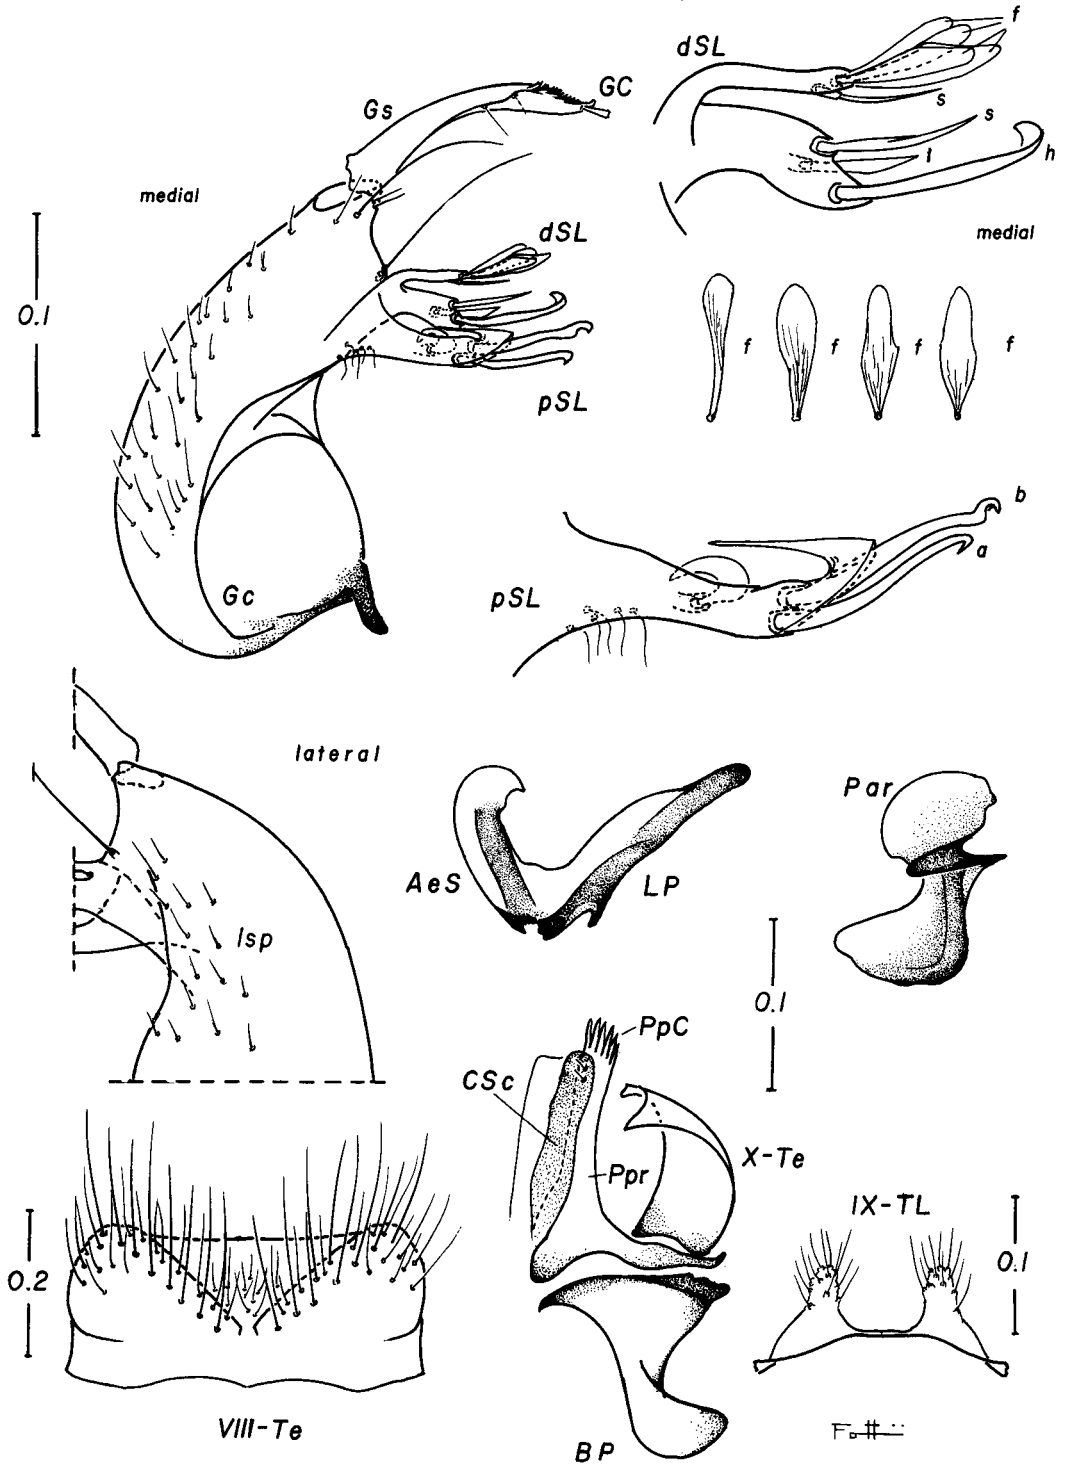 f
dSL
GC
Gs
s
s
l
h
medial
medial
dSL
0.1
f
f
f
f
pSL
b
a
pSL
Gc
lateral
Par
AeS
LP
lsp
0.1
PpC
CSc
X-Te
Ppr
IX-TL
0.2
0.1
VIII-Te
BP